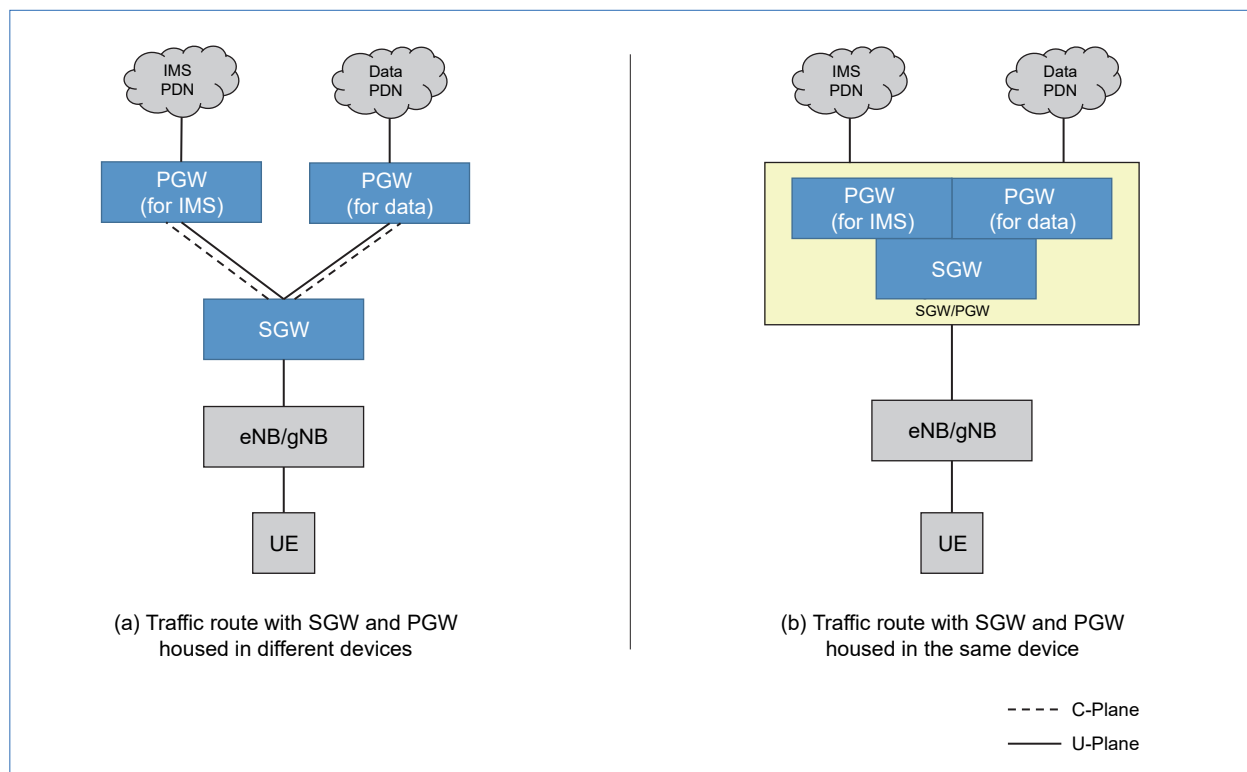 IMS
PDN
Data
PDN
PGW
(for IMS)
PGW
(for data)
SGW
eNB/gNB
UE
(a) Traffic route with SGW and PGW
housed in different devices
IMS
PDN
Data
PDN
PGW
(for IMS)
PGW
(for data)
SGW
SGW/PGW
eNB/gNB
UE
(b) Traffic route with SGW and PGW
housed in the same device
C-Plane
U-Plane